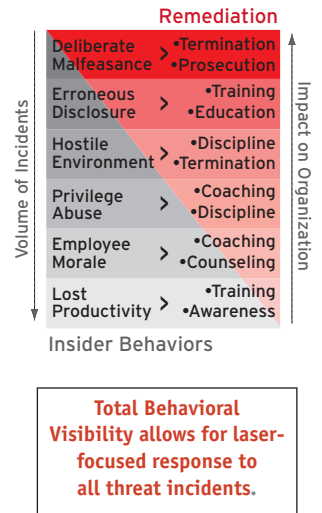 Remediation
Deliberate Malfeasance > •Termination •Prosecution
Erroneous Disclosure > •Training •Education
Hostile Environment > •Discipline •Termination
Privilege Abuse > •Coaching •Discipline
Employee Morale > •Coaching •Counseling
Lost Productivity > •Training •Awareness
Volume of Incidents
Impact on Organization
Insider Behaviors
Total Behavioral
Visibility allows for laser-
focused response to
all threat incidents.